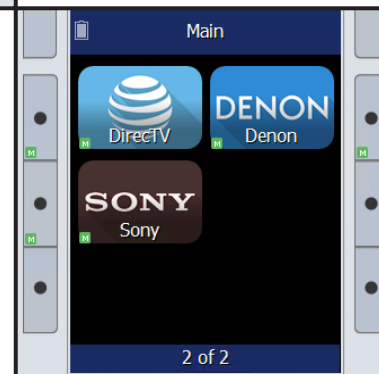 Main
DirecTV
M
DENON
Denon
M
SONY
Sony
M
M
M
M
2 of 2